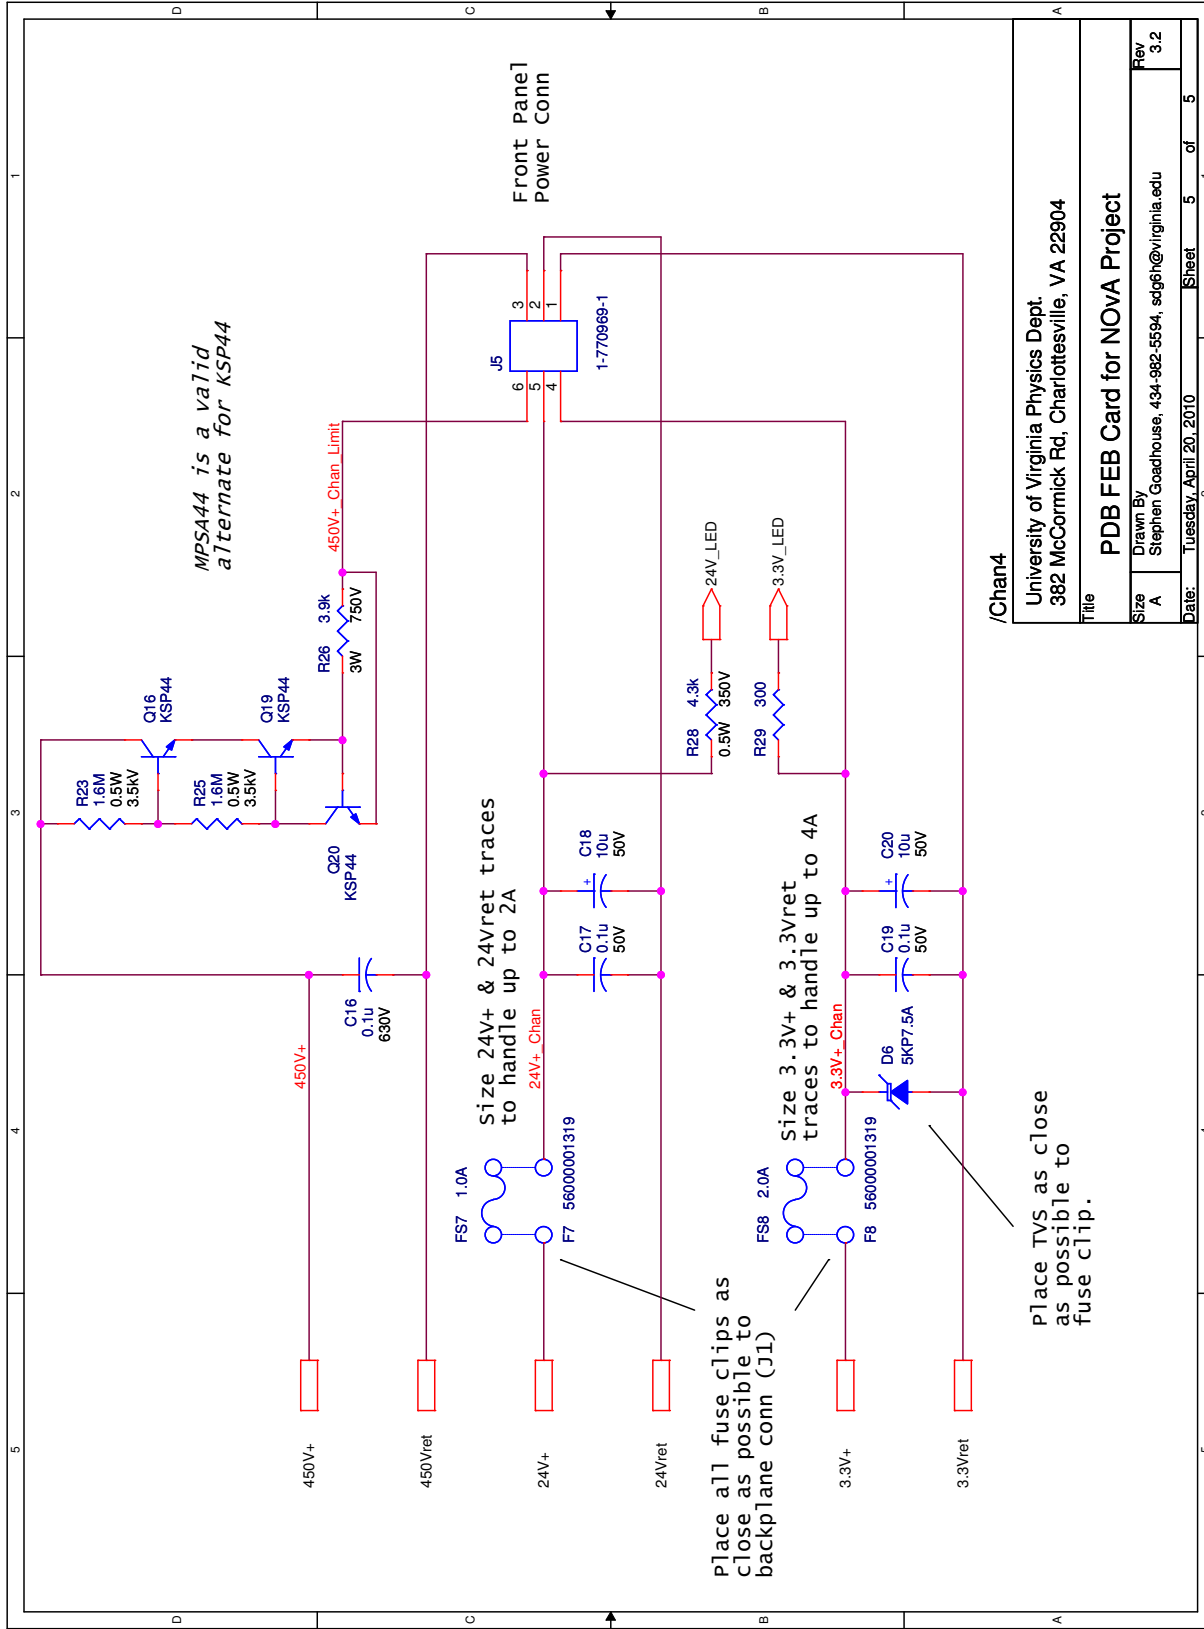 5
4
3
2
1
D
C
B
A
MPSA44 is a valid
alternate for KSP44
R23
1.6M
0.5W
3.5kV
Q16
KSP44
R25
1.6M
0.5W
3.5kV
Q19
KSP44
Q20
KSP44
R26 3.9k
3W 750V
450V+_Chan_Limit
450V+
450V+
C16
0.1u
630V
450Vret
Front Panel
Power Conn
J5
6 3
5 2
4 1
1-770969-1
Size 24V+ & 24Vret traces
to handle up to 2A
24V+_Chan
FS7 1.0A
F7 56000001319
24V+
C17
0.1u
50V
C18
10u
50V
+
24Vret
R28 4.3k
0.5W 350V
24V_LED
R29 300
3.3V_LED
Place all fuse clips as
close as possible to
backplane conn (J1)
Size 3.3V+ & 3.3Vret
traces to handle up to 4A
3.3V+_Chan
FS8 2.0A
F8 56000001319
3.3V+
D6
5KP7.5A
C19
0.1u
50V
C20
10u
50V
+
3.3Vret
Place TVs as close
as possible to
fuse clip.
/Chan4
University of Virginia Physics Dept.
382 McCormick Rd, Charlottesville, VA 22904
Title
PDB FEB Card for NOvA Project
Size
A
Drawn By
Stephen Goadhouse, 434-982-5594, sdg6h@virginia.edu
Rev
3.2
Date: Tuesday, April 20, 2010 Sheet 5 of 5
D
C
B
A